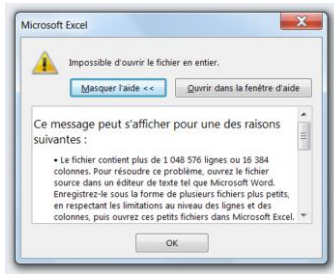 Microsoft Excel
Impossible d'ouvrir le fichier en entier.
Masquer l'aide <<
Ouvrir dans la fenêtre d'aide
Ce message peut s'afficher pour une des raisons
suivantes :
• Le fichier contient plus de 1 048 576 lignes ou 16 384
colonnes. Pour résoudre ce problème, ouvrez le fichier
source dans un éditeur de texte tel que Microsoft Word.
Enregistrez-le sous la forme de plusieurs fichiers plus petits,
en respectant les limitations au niveau des lignes et des
colonnes, puis ouvrez ces petits fichiers dans Microsoft Excel.
OK